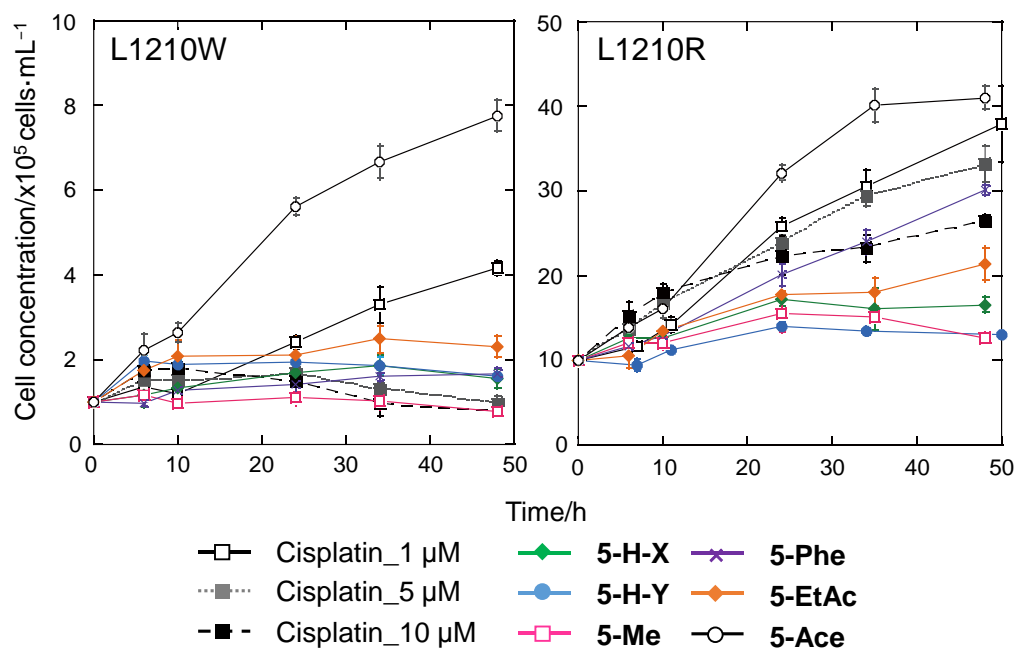 L1210W
L1210R
Cell concentration/x10⁵ cells·mL⁻¹
10
8
6
4
2
0
0 10 20 30 40 50
50
40
30
20
10
0
0 10 20 30 40 50
Time/h
Cisplatin_1 μM
5-H-X
5-Phe
Cisplatin_5 μM
5-H-Y
5-EtAc
Cisplatin_10 μM
5-Me
5-Ace